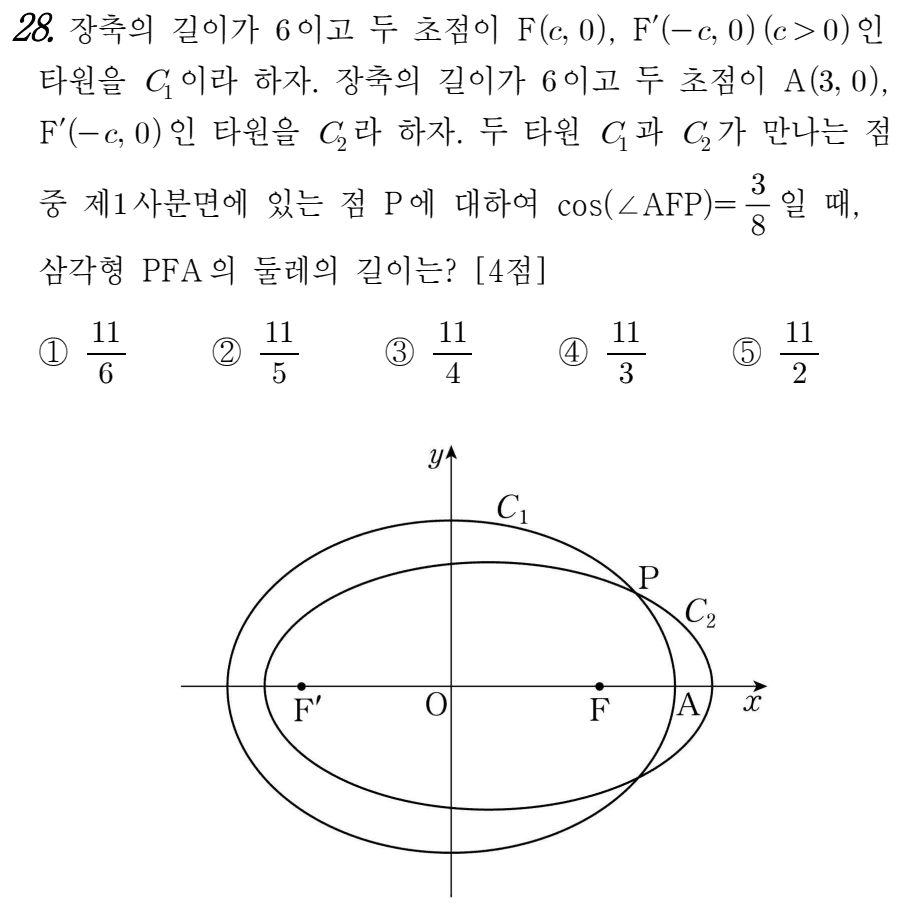 28. 장축의 길이가 6이고 두 초점이 F(c, 0), F′(−c, 0) (c > 0)인
타원을 C₁이라 하자. 장축의 길이가 6이고 두 초점이 A(3, 0),
F′(−c, 0)인 타원을 C₂라 하자. 두 타원 C₁과 C₂가 만나는 점
중 제1사분면에 있는 점 P에 대하여 cos(∠AFP)= 3/8 일 때,
삼각형 PFA의 둘레의 길이는? [4점]
① 11/6 ② 11/5 ③ 11/4 ④ 11/3 ⑤ 11/2
y
C₁
P
C₂
F′ O F A x